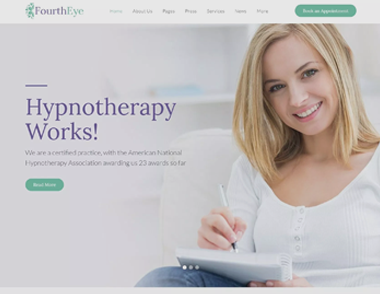 FourthEye
Home About Us Pages Press Services News More
Book an Appointment
Hypnotherapy
Works!
We are a certified practice, with the American National
Hypnotherapy Association awarding us 23 awards so far
Read More